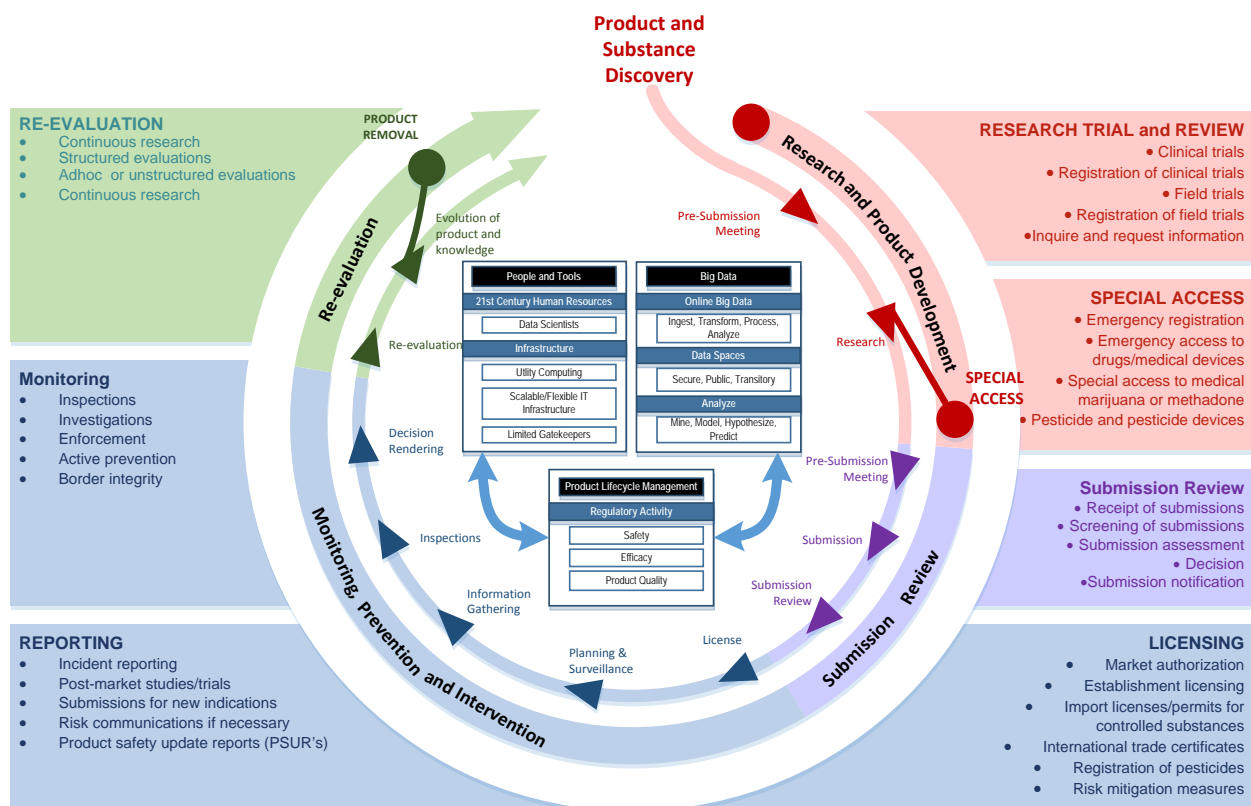 Product and
Substance
Discovery
RE-EVALUATION
• Continuous research
• Structured evaluations
• Adhoc or unstructured evaluations
• Continuous research
Monitoring
• Inspections
• Investigations
• Enforcement
• Active prevention
• Border integrity
REPORTING
• Incident reporting
• Post-market studies/trials
• Submissions for new indications
• Risk communications if necessary
• Product safety update reports (PSUR's)
RESEARCH TRIAL and REVIEW
• Clinical trials
• Registration of clinical trials
• Field trials
• Registration of field trials
• Inquire and request information
SPECIAL ACCESS
• Emergency registration
• Emergency access to
drugs/medical devices
• Special access to medical
marijuana or methadone
• Pesticide and pesticide devices
Submission Review
• Receipt of submissions
• Screening of submissions
• Submission assessment
• Decision
• Submission notification
LICENSING
• Market authorization
• Establishment licensing
• Import licenses/permits for
controlled substances
• International trade certificates
• Registration of pesticides
• Risk mitigation measures
Research and Product Development
Submission Review
Monitoring, Prevention and Intervention
Re-evaluation
PRODUCT
REMOVAL
SPECIAL
ACCESS
Pre-Submission
Meeting
Research
Pre-Submission
Meeting
Submission
Submission
Review
License
Planning &
Surveillance
Information
Gathering
Inspections
Decision
Rendering
Re-evaluation
Evolution of
product and
knowledge
People and Tools
21st Century Human Resources
Data Scientists
Infrastructure
Utlity Computing
Scalable/Flexible IT
Infrastructure
Limited Gatekeepers
Big Data
Online Big Data
Ingest, Transform, Process,
Analyze
Data Spaces
Secure, Public, Transitory
Analyze
Mine, Model, Hypothesize,
Predict
Product Lifecycle Management
Regulatory Activity
Safety
Efficacy
Product Quality